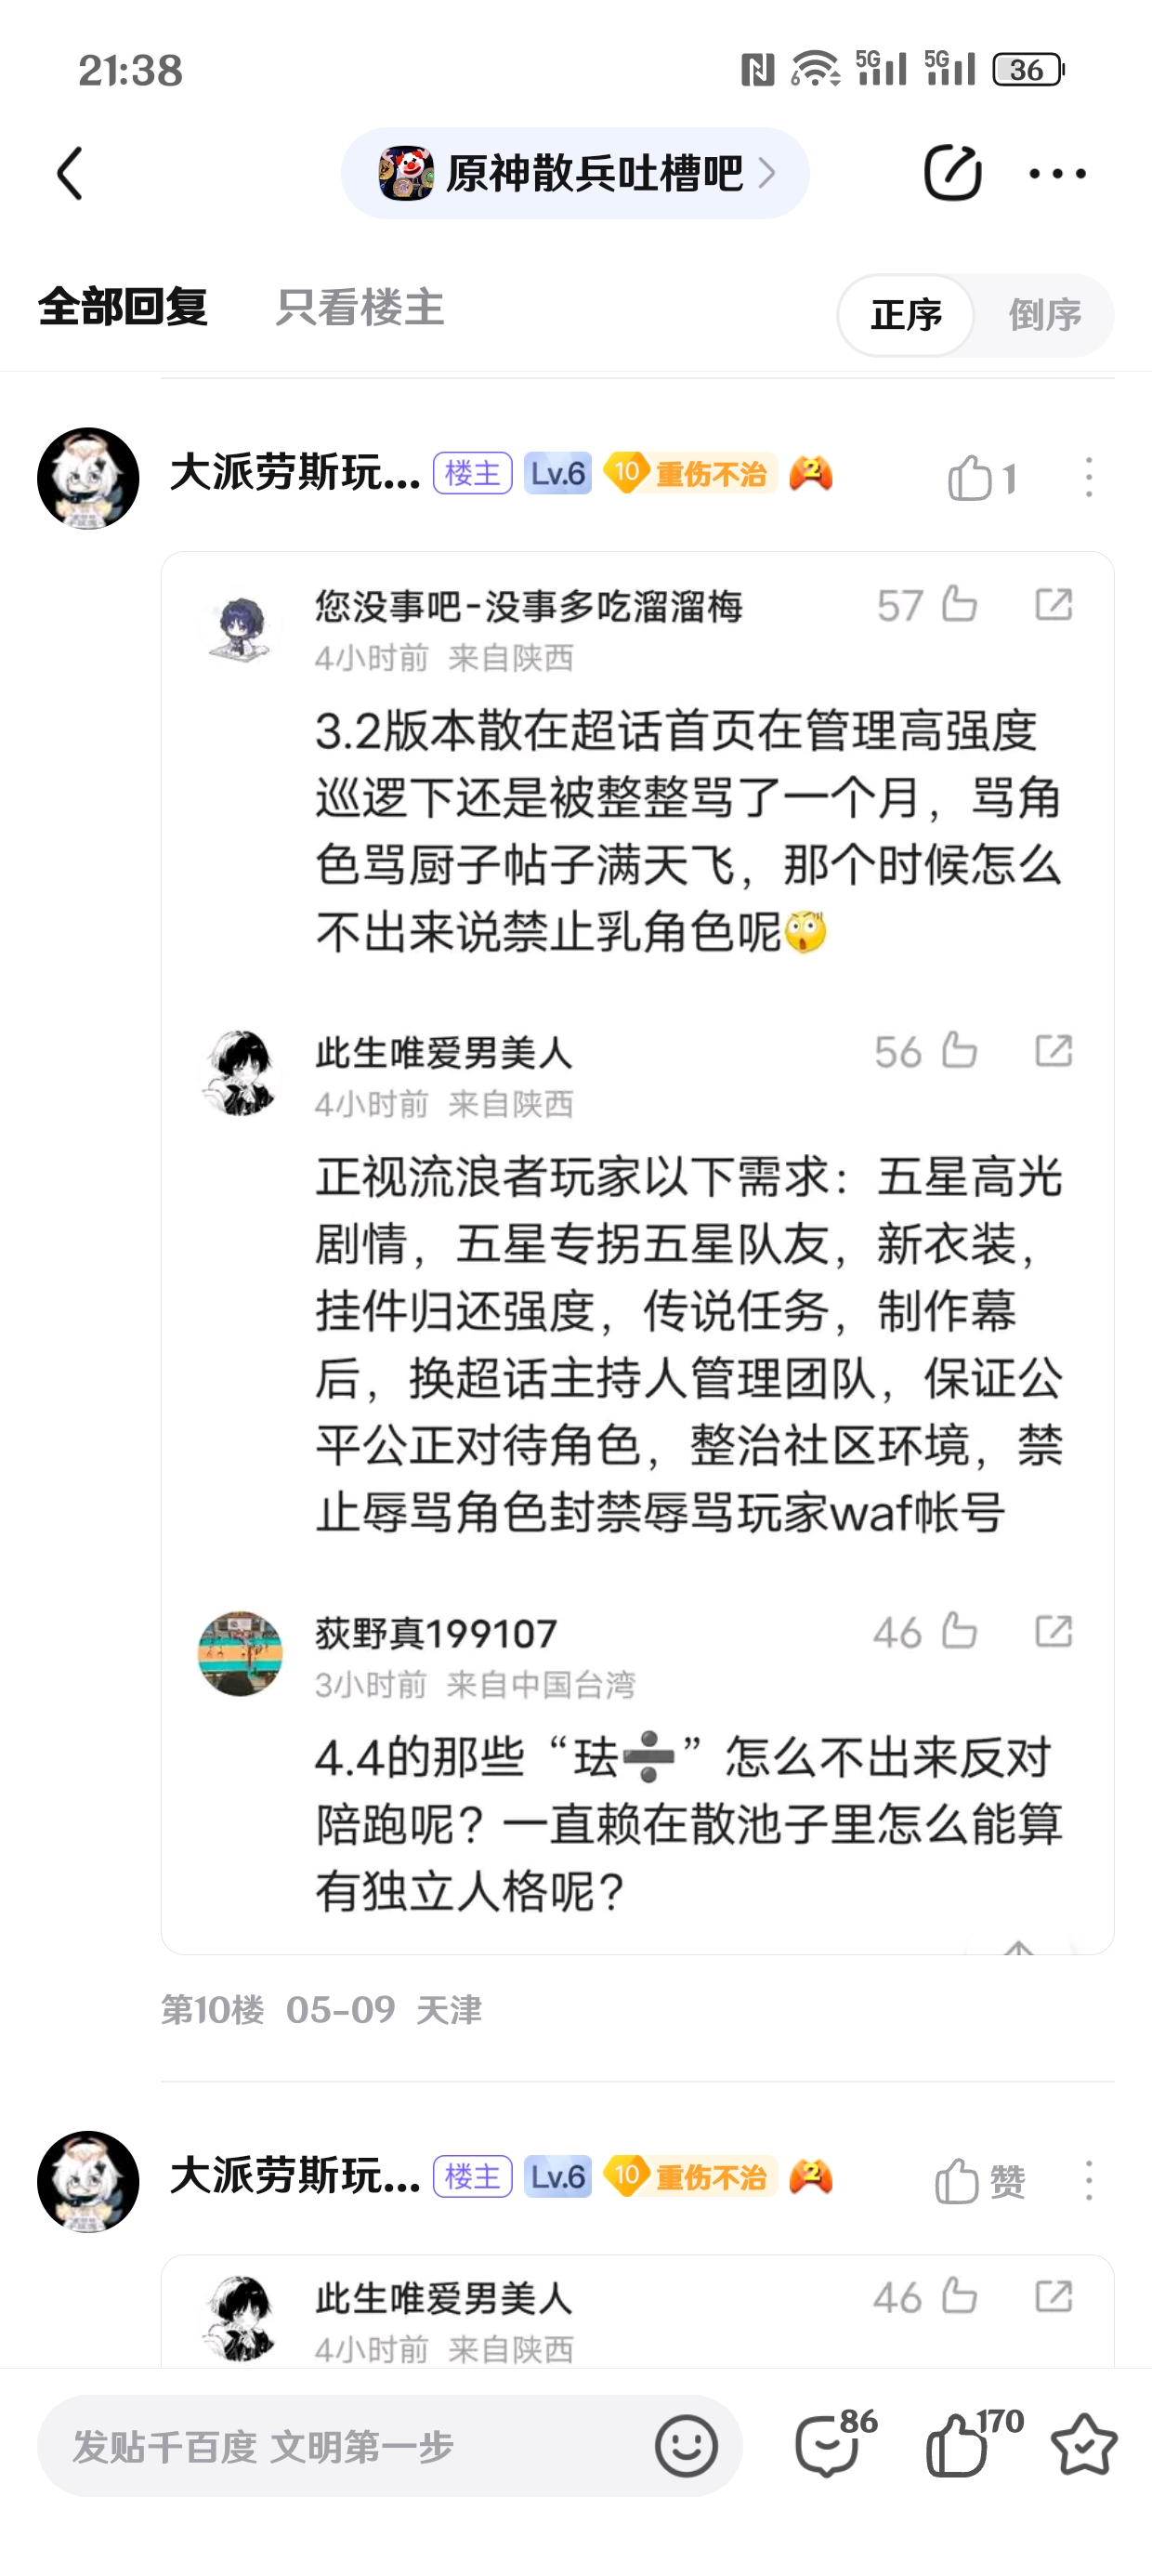 21:38
6
5G
5G
36
原神散兵吐槽吧
全部回复 只看楼主
正序 倒序
大派劳斯玩... 楼主 Lv.6 10 重伤不治 2
1
您没事吧-没事多吃溜溜梅
57
4小时前 来自陕西
3.2版本散在超话首页在管理高强度
巡逻下还是被整整骂了一个月，骂角
色骂厨子帖子满天飞，那个时候怎么
不出来说禁止乳角色呢😨
此生唯爱男美人
56
4小时前 来自陕西
正视流浪者玩家以下需求：五星高光
剧情，五星专拐五星队友，新衣装，
挂件归还强度，传说任务，制作幕
后，换超话主持人管理团队，保证公
平公正对待角色，整治社区环境，禁
止辱骂角色封禁辱骂玩家waf帐号
荻野真199107
46
3小时前 来自中国台湾
4.4的那些“珐➗”怎么不出来反对
陪跑呢？一直赖在散池子里怎么能算
有独立人格呢？
第10楼 05-09 天津
大派劳斯玩... 楼主 Lv.6 10 重伤不治 2
赞
此生唯爱男美人
46
4小时前 来自陕西
发贴千百度 文明第一步
86
170